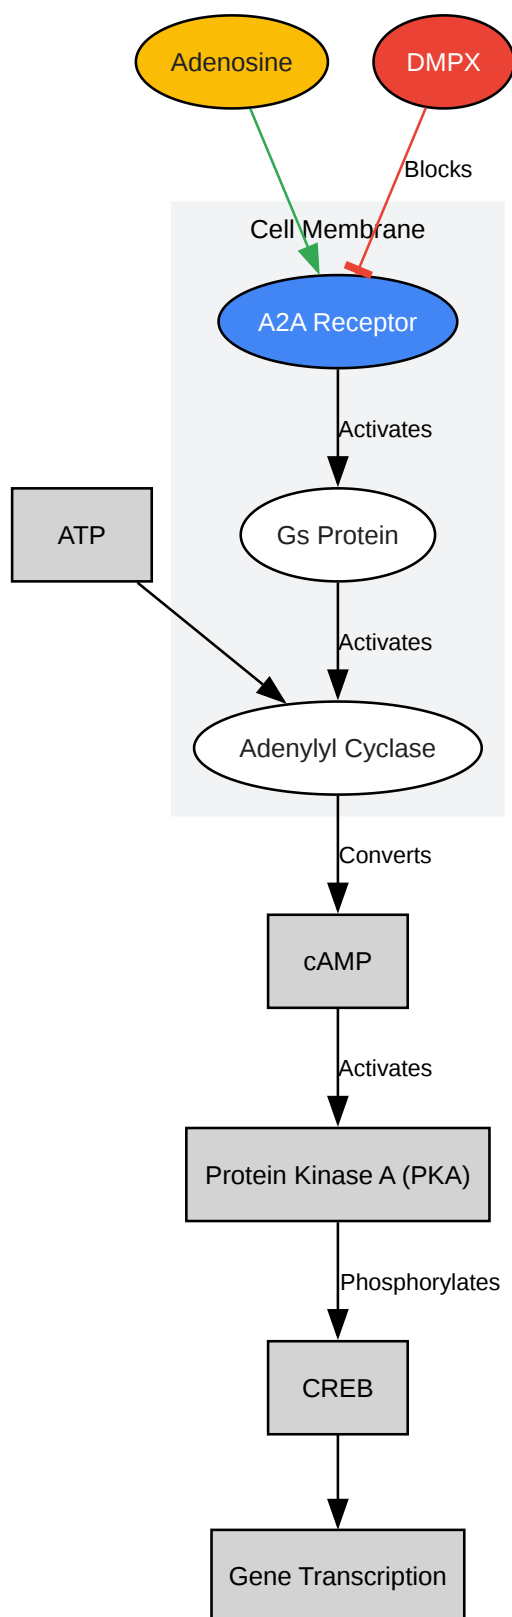 Adenosine
DMPX
Blocks
Cell Membrane
A2A Receptor
Activates
ATP
Gs Protein
Activates
Adenylyl Cyclase
Converts
cAMP
Activates
Protein Kinase A (PKA)
Phosphorylates
CREB
Gene Transcription